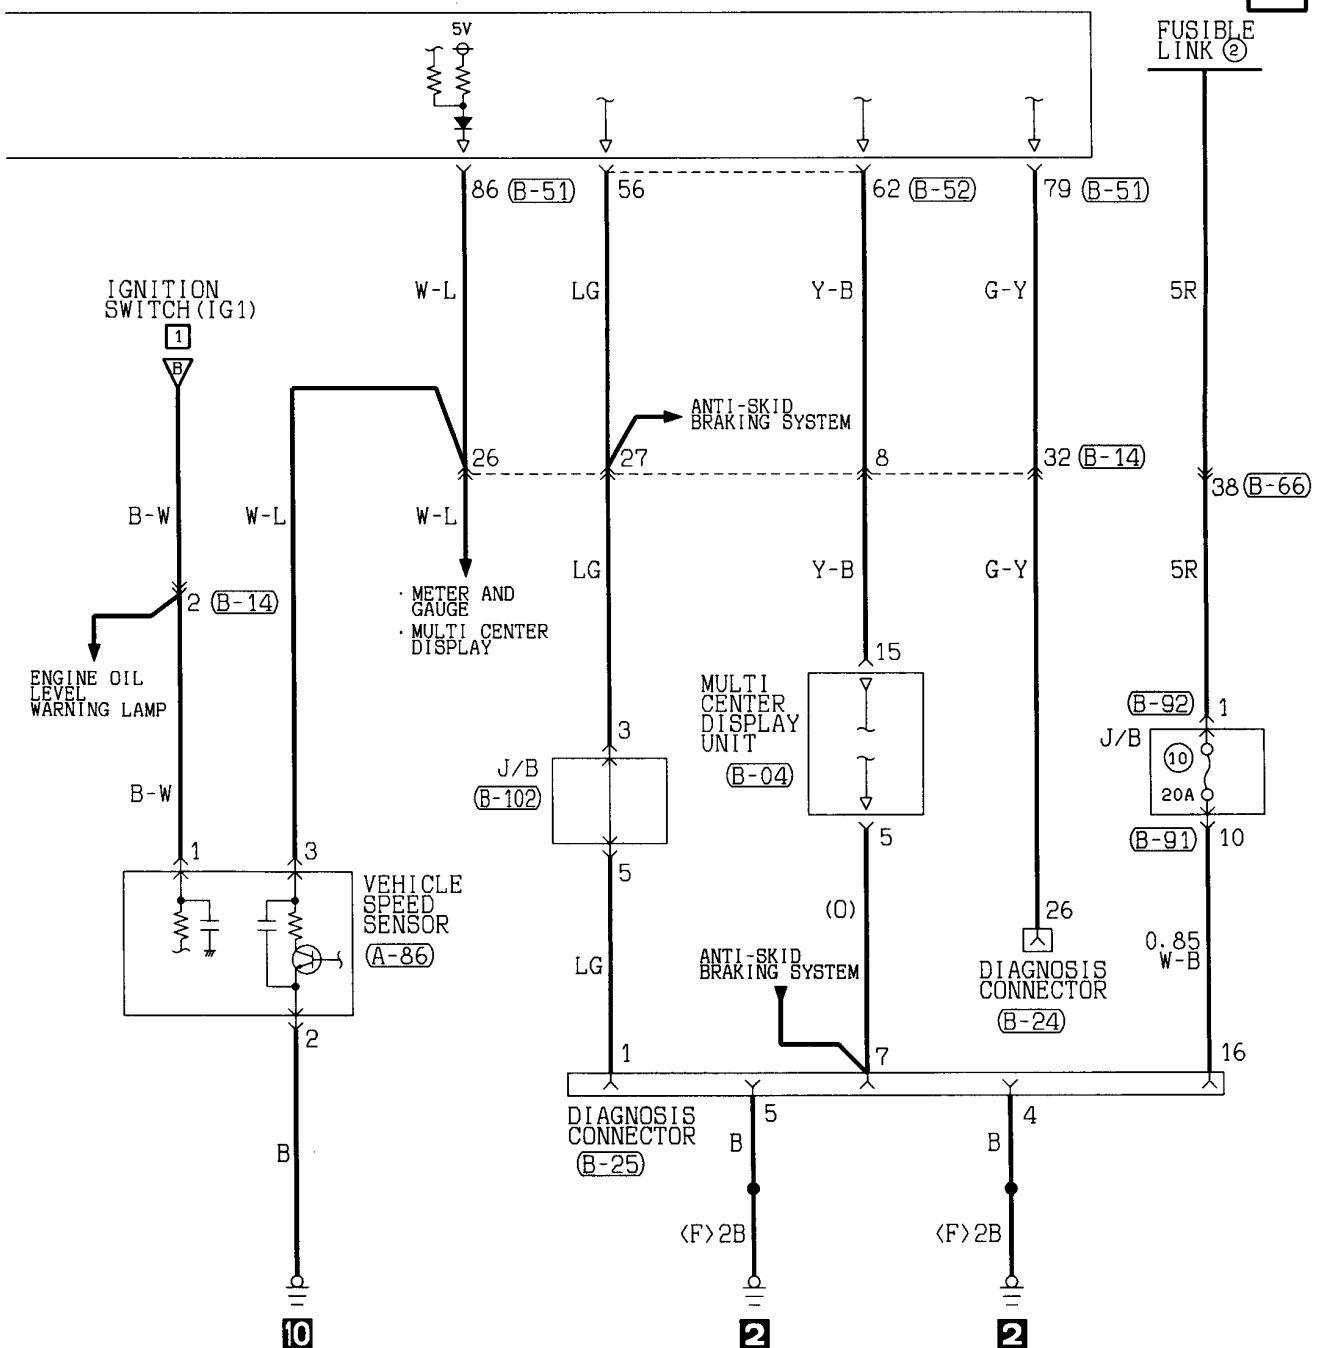 5V
FUSIBLE
LINK ②
86 (B-51)
56
62 (B-52)
79 (B-51)
IGNITION
SWITCH(IG1)
1
B
W-L
LG
Y-B
G-Y
5R
ANTI-SKID
BRAKING SYSTEM
26
27
8
32 (B-14)
38 (B-66)
B-W
W-L
W-L
LG
Y-B
G-Y
5R
2 (B-14)
· METER AND
GAUGE
· MULTI CENTER
DISPLAY
ENGINE OIL
LEVEL
WARNING LAMP
15
MULTI
CENTER
DISPLAY
UNIT
(B-04)
3
J/B
(B-102)
(B-92) 1
J/B
⑩
20A
B-W
(B-91) 10
5
5
1
3
VEHICLE
SPEED
SENSOR
(A-86)
(O)
26
LG
ANTI-SKID
BRAKING SYSTEM
DIAGNOSIS
CONNECTOR
(B-24)
0.85
W-B
2
1
7
16
DIAGNOSIS
CONNECTOR
(B-25)
5
4
B
B
B
<F>2B
<F>2B
10
2
2